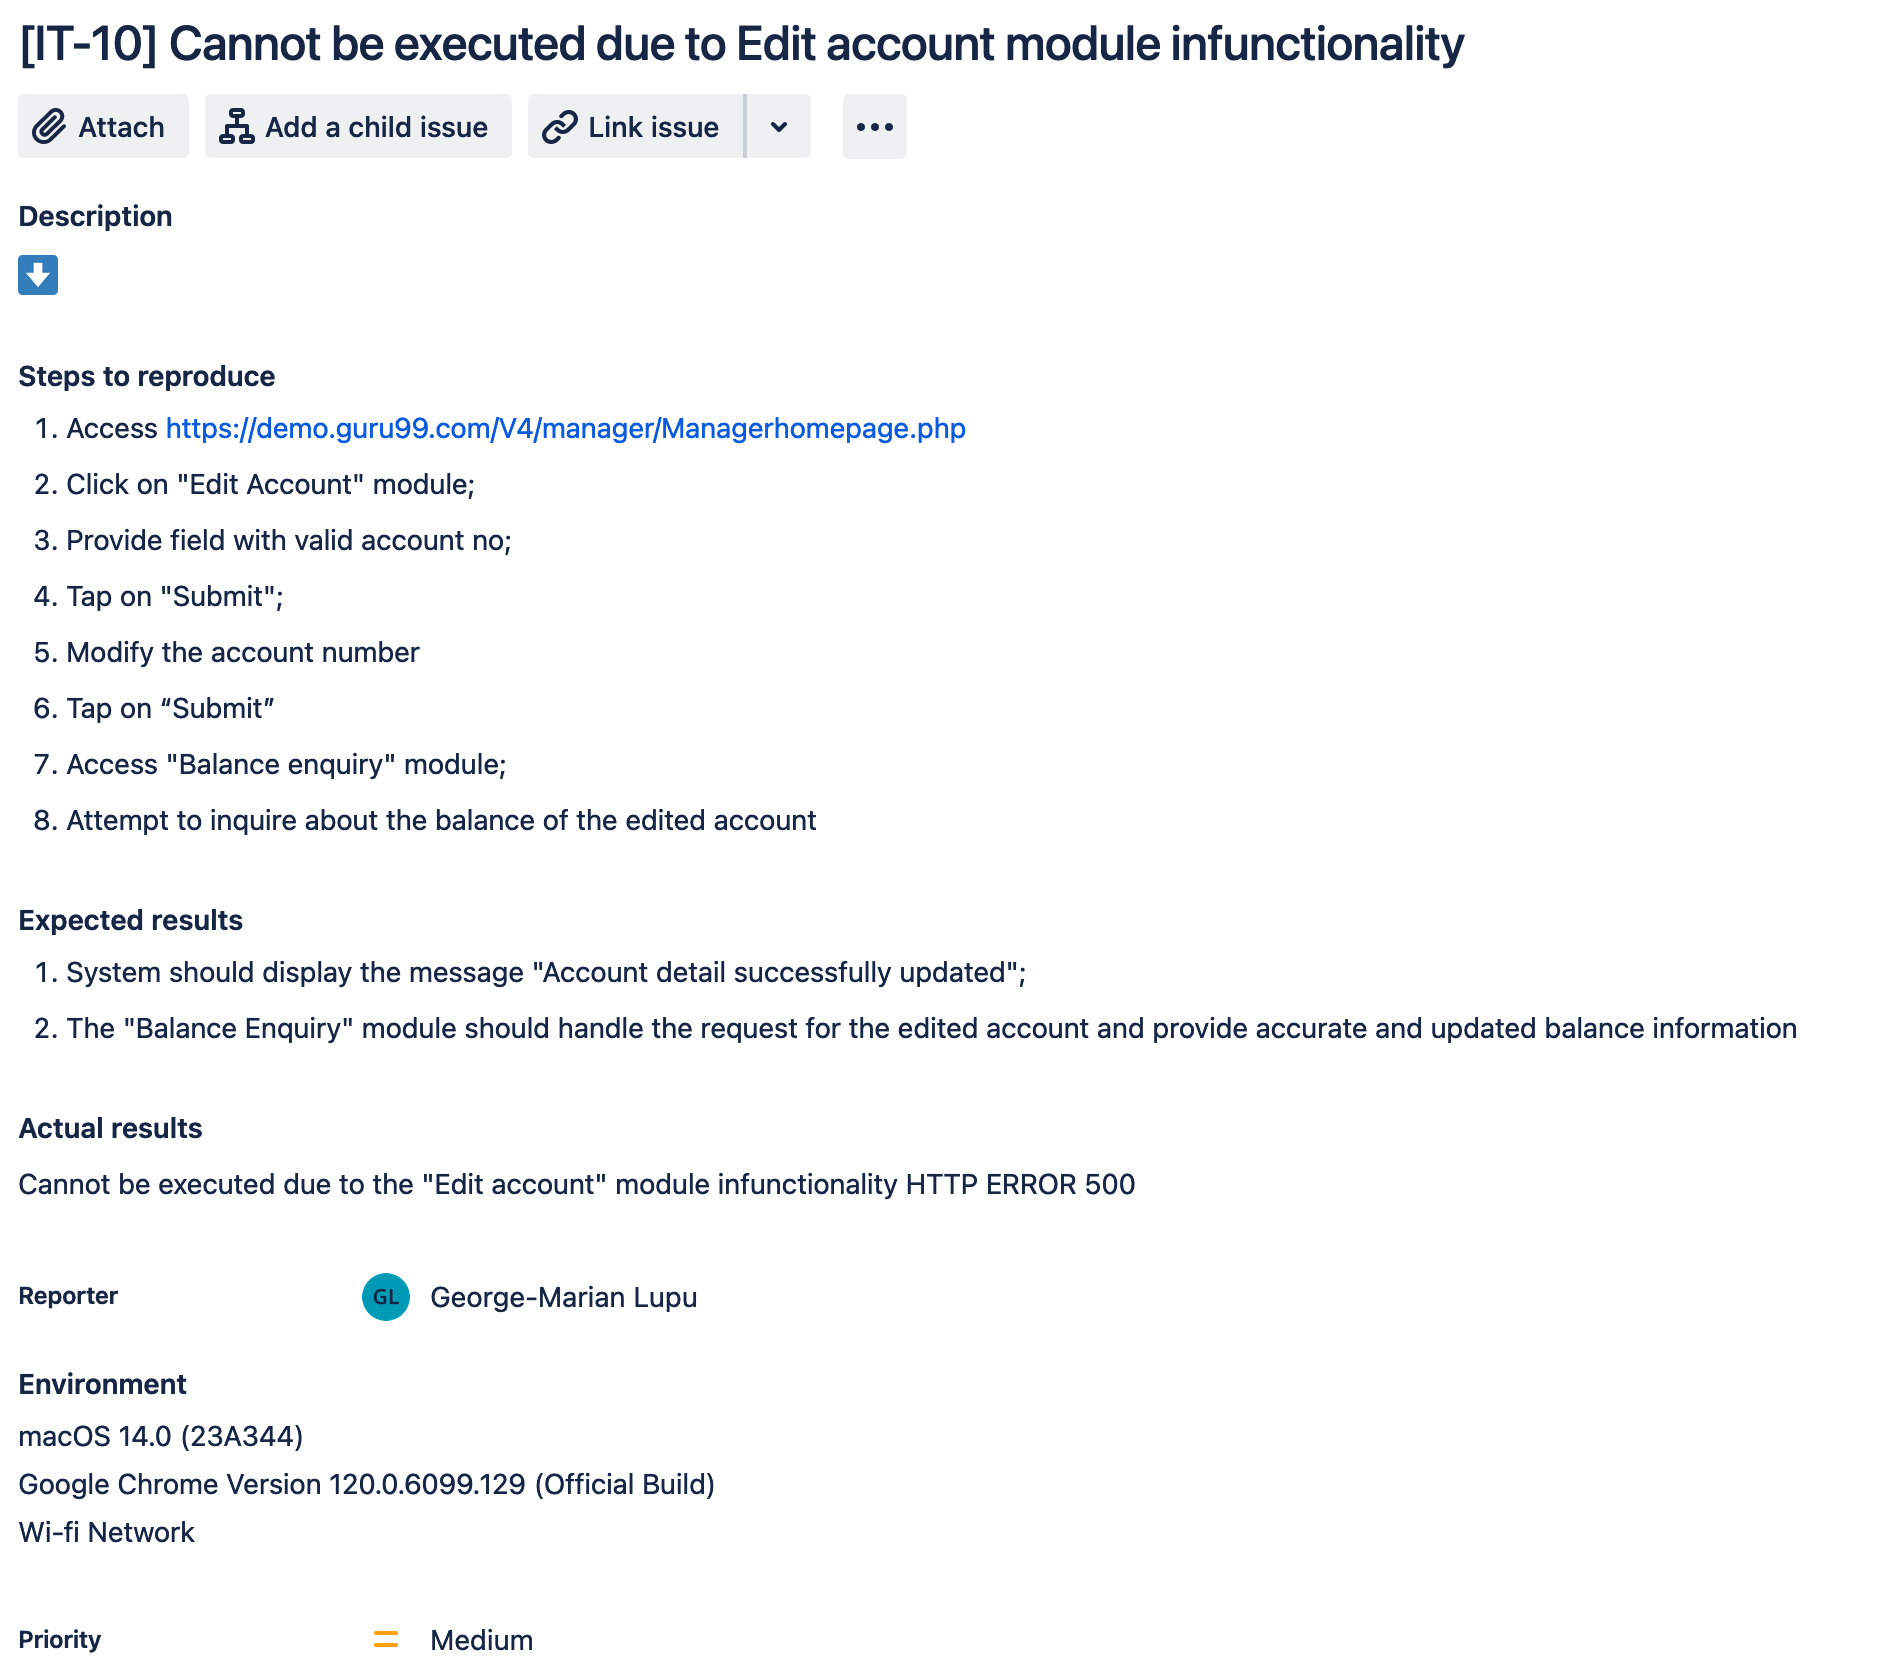 [IT-10] Cannot be executed due to Edit account module infunctionality
Attach
Add a child issue
Link issue
Description
Steps to reproduce
1. Access https://demo.guru99.com/V4/manager/Managerhomepage.php
2. Click on "Edit Account" module;
3. Provide field with valid account no;
4. Tap on "Submit";
5. Modify the account number
6. Tap on “Submit”
7. Access "Balance enquiry" module;
8. Attempt to inquire about the balance of the edited account
Expected results
1. System should display the message "Account detail successfully updated";
2. The "Balance Enquiry" module should handle the request for the edited account and provide accurate and updated balance information
Actual results
Cannot be executed due to the "Edit account" module infunctionality HTTP ERROR 500
Reporter GL George-Marian Lupu
Environment
macOS 14.0 (23A344)
Google Chrome Version 120.0.6099.129 (Official Build)
Wi-fi Network
Priority Medium